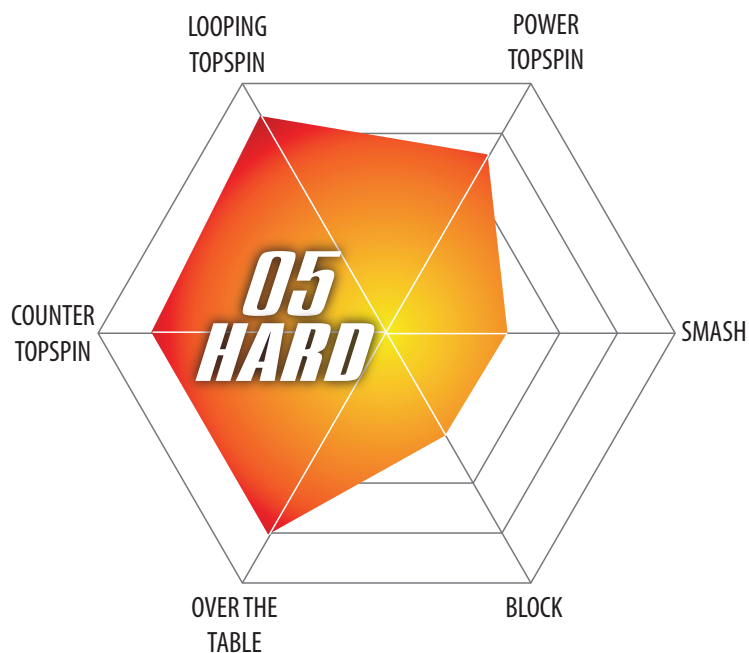 LOOPING
TOPSPIN
POWER
TOPSPIN
05
HARD
COUNTER
TOPSPIN
SMASH
OVER THE
TABLE
BLOCK